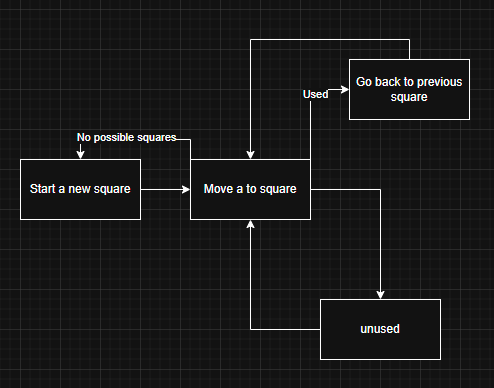 Go back to previous
square
Used
No possible squares
Start a new square
Move a to square
unused